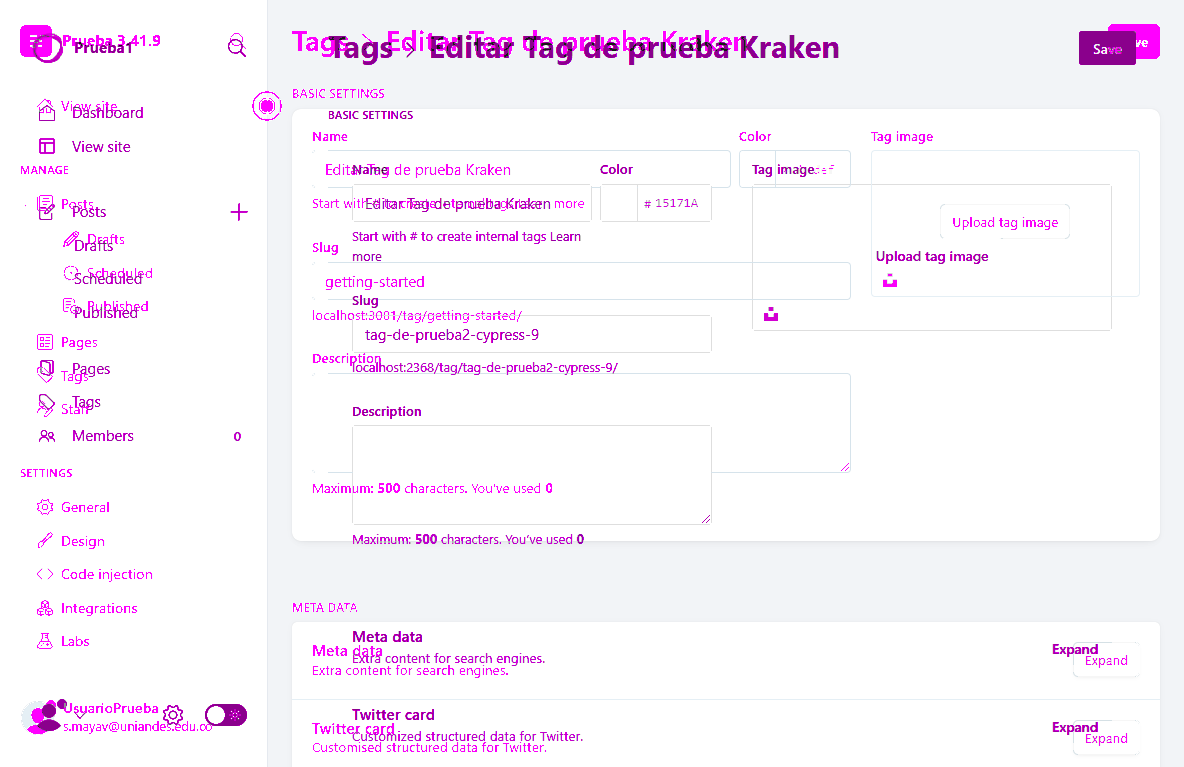 Prueba 3.41.9
Prueba1
View site
Dashboard
View site
MANAGE
Posts
Posts
Drafts
Drafts
Scheduled
Scheduled
Published
Published
Pages
Pages
Tags
Tags
Staff
Members 0
SETTINGS
General
Design
Code injection
Integrations
Labs
UsuarioPrueba
s.mayav@uniandes.edu.co
Tags > Editar Tag de prueba Kraken
Tags > Editar Tag de prueba Kraken
Save
BASIC SETTINGS
BASIC SETTINGS
Name
Color
Tag image
Editar Tag de prueba Kraken
Name
Color
Tag image
Editar Tag de prueba Kraken
# 15171A
Start with # to create internal tags Learn more
Start with # to create internal tags Learn
more
Upload tag image
Upload tag image
Slug
getting-started
localhost:3001/tag/getting-started/
Slug
tag-de-prueba2-cypress-9
localhost:2368/tag/tag-de-prueba2-cypress-9/
Description
Description
Maximum: 500 characters. You've used 0
Maximum: 500 characters. You've used 0
META DATA
Meta data
Extra content for search engines.
Expand
Meta data
Extra content for search engines.
Expand
Twitter card
Customized structured data for Twitter.
Expand
Twitter card
Customised structured data for Twitter.
Expand